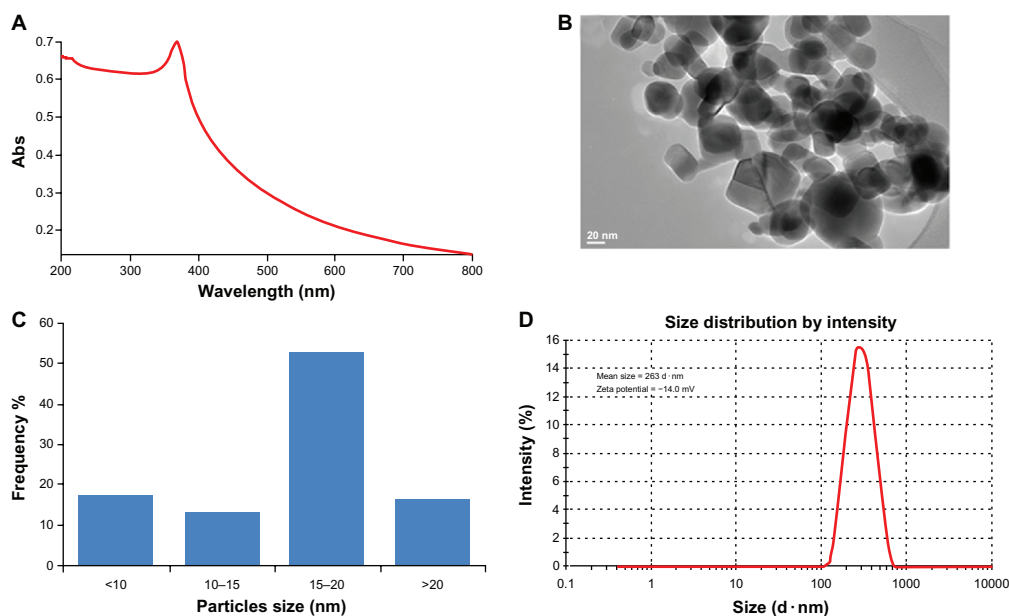 A
0.7
0.6
0.5
0.4
0.3
0.2
Abs
200 300 400 500 600 700 800
Wavelength (nm)
B
20 nm
C
60
50
40
30
20
10
0
Frequency %
<10 10–15 15–20 >20
Particles size (nm)
D
Size distribution by intensity
16
14
12
10
8
6
4
2
0
Intensity (%)
Mean size = 263 d·nm
Zeta potential = −14.0 mV
0.1 1 10 100 1000 10000
Size (d·nm)